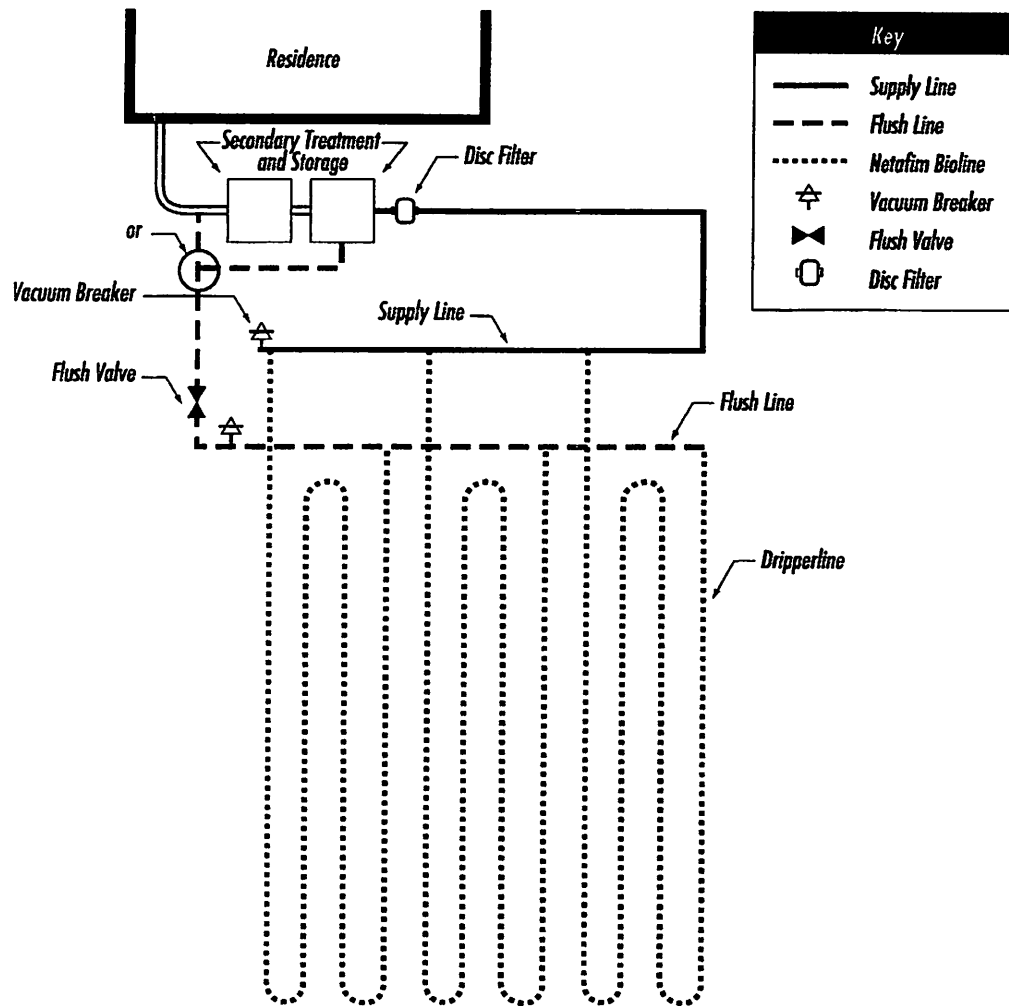 Residence
Key
Supply Line
Flush Line
Netafim Bioline
Vacuum Breaker
Flush Valve
Disc Filter
Secondary Treatment
and Storage
Disc Filter
or
Vacuum Breaker
Supply Line
Flush Valve
Flush Line
Dripperline